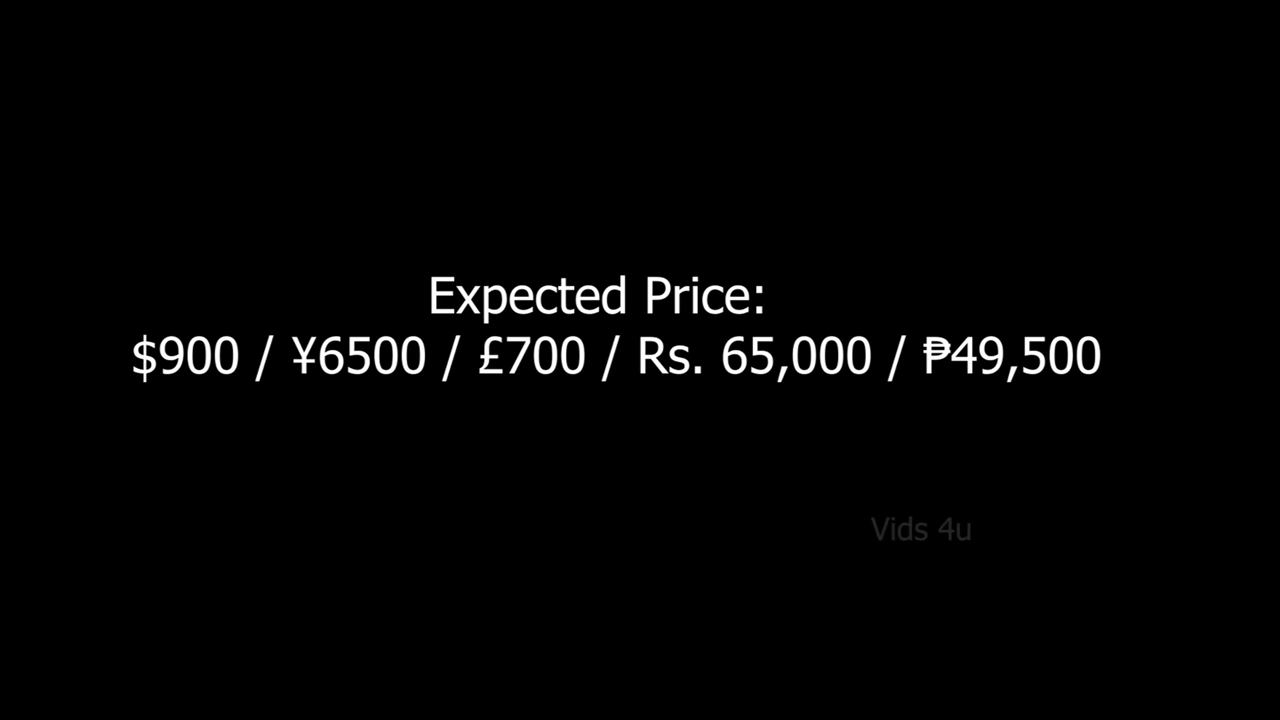 Expected Price:
$900 / ¥6500 / £700 / Rs. 65,000 / ₱49,500
Vids 4u